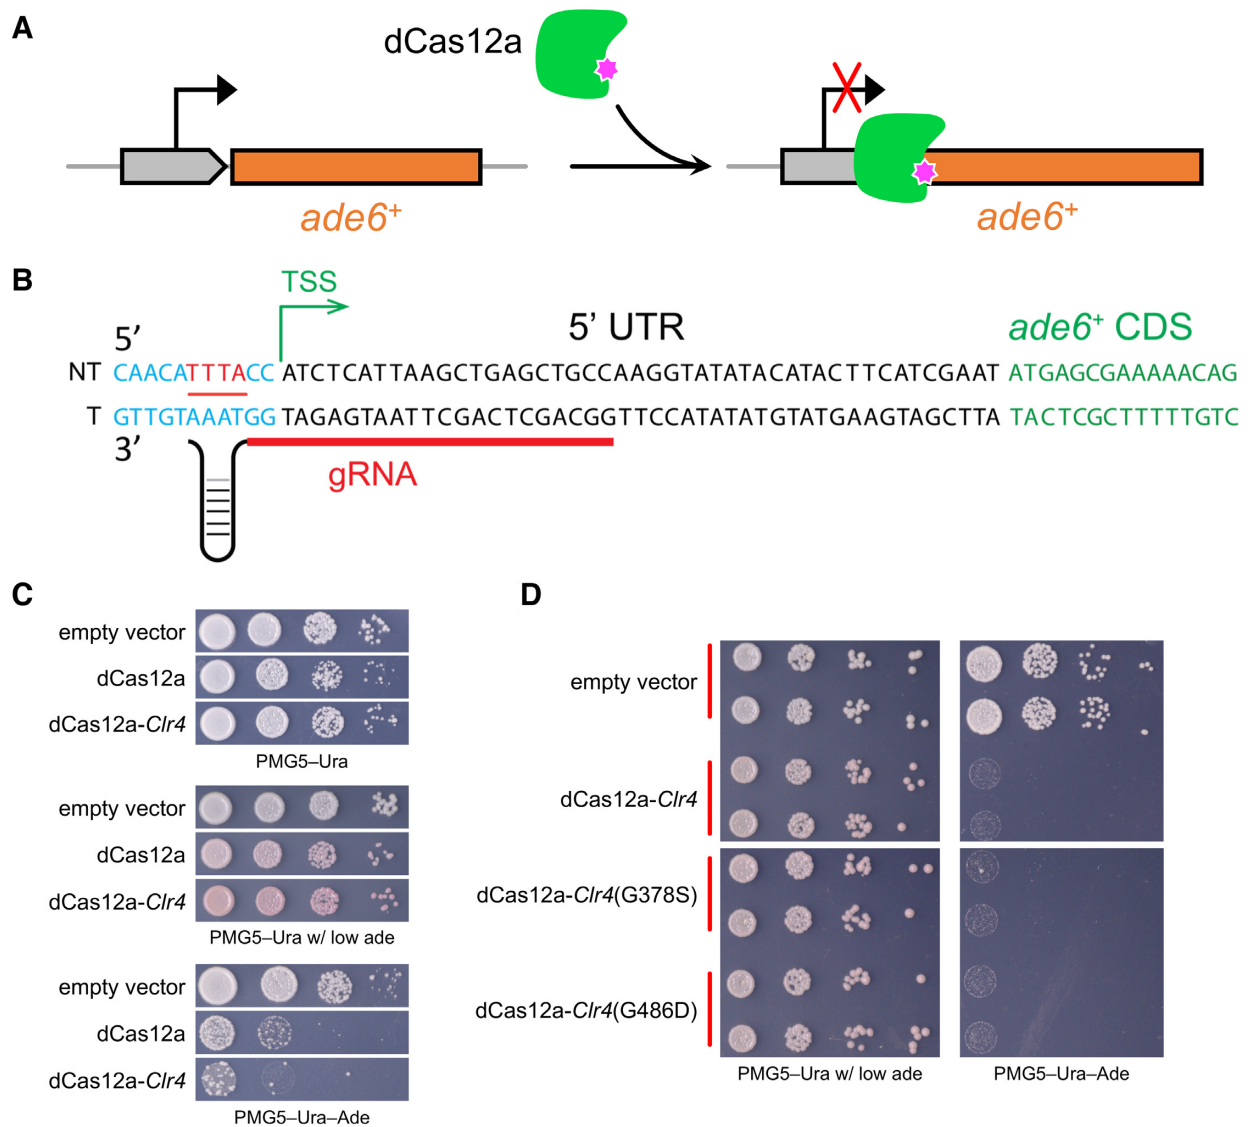 A
dCas12a
ade6+
ade6+
B
TSS
5’
5’ UTR
ade6+ CDS
NT CAACATTTACC ATCTCATTAAGCTGAGCTGCCAAGGTATATACATACTTCATCGAAT ATGAGCGAAAAACAG
T GTTGTAAATGG TAGAGTAATTCGACTCGACGGTTCCATATATGTATGAAGTAGCTTA TACTCGCTTTTTGTC
3’
gRNA
C
empty vector
dCas12a
dCas12a-Clr4
PMG5–Ura
empty vector
dCas12a
dCas12a-Clr4
PMG5–Ura w/ low ade
empty vector
dCas12a
dCas12a-Clr4
PMG5–Ura–Ade
D
empty vector
dCas12a-Clr4
dCas12a-Clr4(G378S)
dCas12a-Clr4(G486D)
PMG5–Ura w/ low ade
PMG5–Ura–Ade